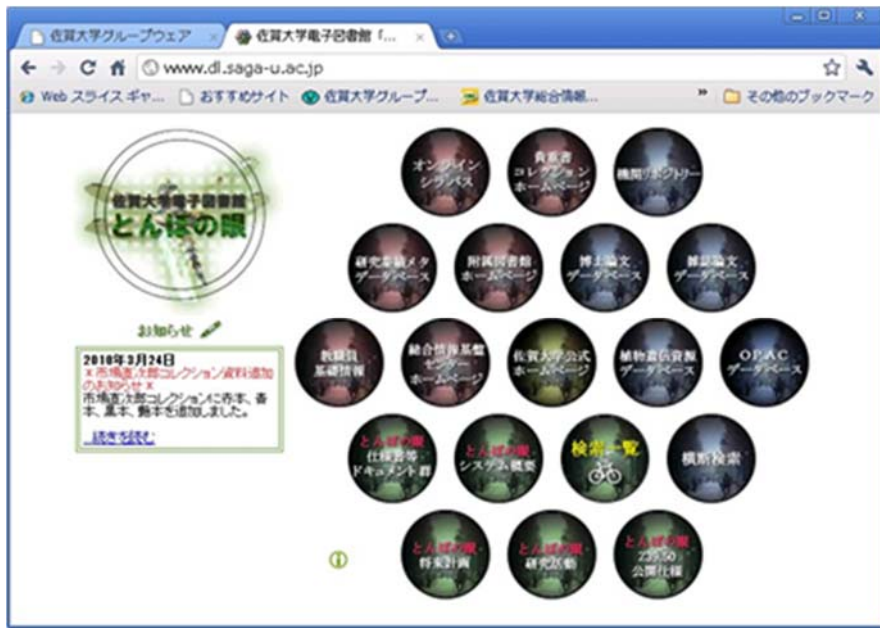 佐賀大学グループウェア
佐賀大学電子図書館「...
www.dl.saga-u.ac.jp
Web スライス ギャ...
おすすめサイト
佐賀大学グループ...
佐賀大学総合情報...
»
その他のブックマーク
佐賀大学電子図書館
とんぼの眼
お知らせ
2010年3月24日
×市場直次郎コレクション資料追加
のお知らせ×
市場直次郎コレクションに赤本、青
本、黒本、艶本を追加しました。
...続きを読む
オンライン
シラバス
貴重書
コレクション
ホームページ
機関リポジトリー
研究業績メタ
データベース
附属図書館
ホームページ
博士論文
データベース
雑誌論文
データベース
教職員
基礎情報
総合情報基盤
センター
ホームページ
佐賀大学公式
ホームページ
植物遺伝資源
データベース
OPAC
データベース
とんぼの眼
仕様書等
ドキュメント群
とんぼの眼
システム概要
検索一覧
横断検索
とんぼの眼
将来計画
とんぼの眼
研究活動
とんぼの眼
Z39.50
公開仕様